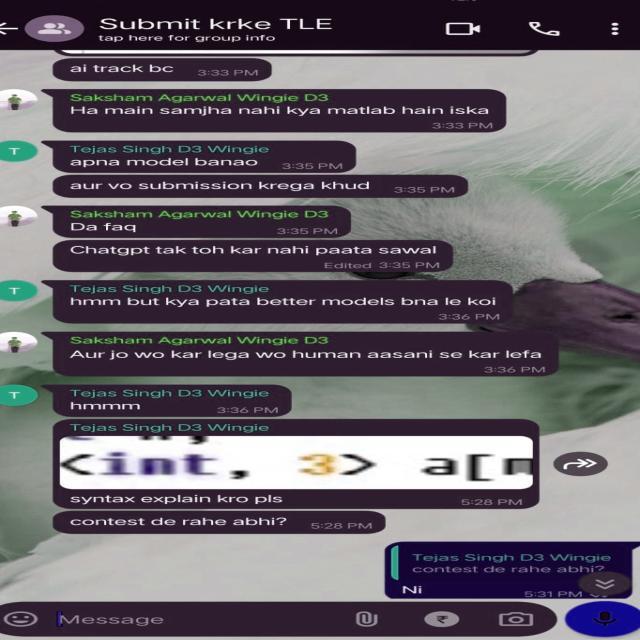 Submit krke TLE
tap here for group info
ai track bc 3:33 PM
Saksham Agarwal Wingie D3
Ha main samjha nahi kya matlab hain iska
3:33 PM
Tejas Singh D3 Wingie
T
apna model banao 3:35 PM
aur vo submission krega khud 3:35 PM
Saksham Agarwal Wingie D3
Da faq 3:35 PM
Chatgpt tak toh kar nahi paata sawal
Edited 3:35 PM
Tejas Singh D3 Wingie
T
hmm but kya pata better models bna le koi
3:36 PM
Saksham Agarwal Wingie D3
Aur jo wo kar lega wo human aasani se kar lefa
3:36 PM
Tejas Singh D3 Wingie
T
hmmm 3:36 PM
Tejas Singh D3 Wingie
<int, 3> a[n
syntax explain kro pls 5:28 PM
contest de rahe abhi? 5:28 PM
Tejas Singh D3 Wingie
contest de rahe abhi?
Ni 5:31 PM
Message
₹